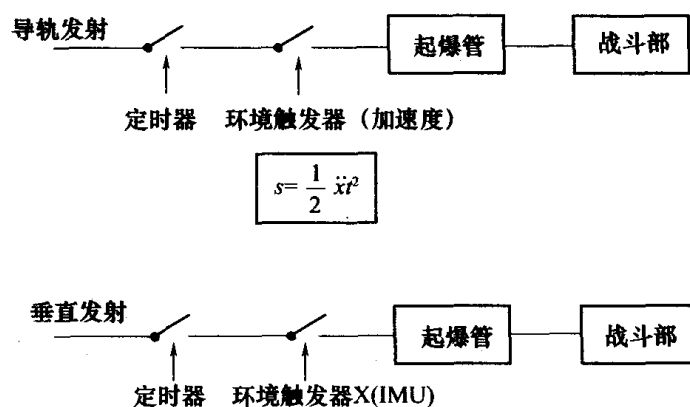 导轨发射
起爆管
战斗部
定时器 环境触发器（加速度）
s= 1/2 ẍt²
垂直发射
起爆管
战斗部
定时器 环境触发器X(IMU)